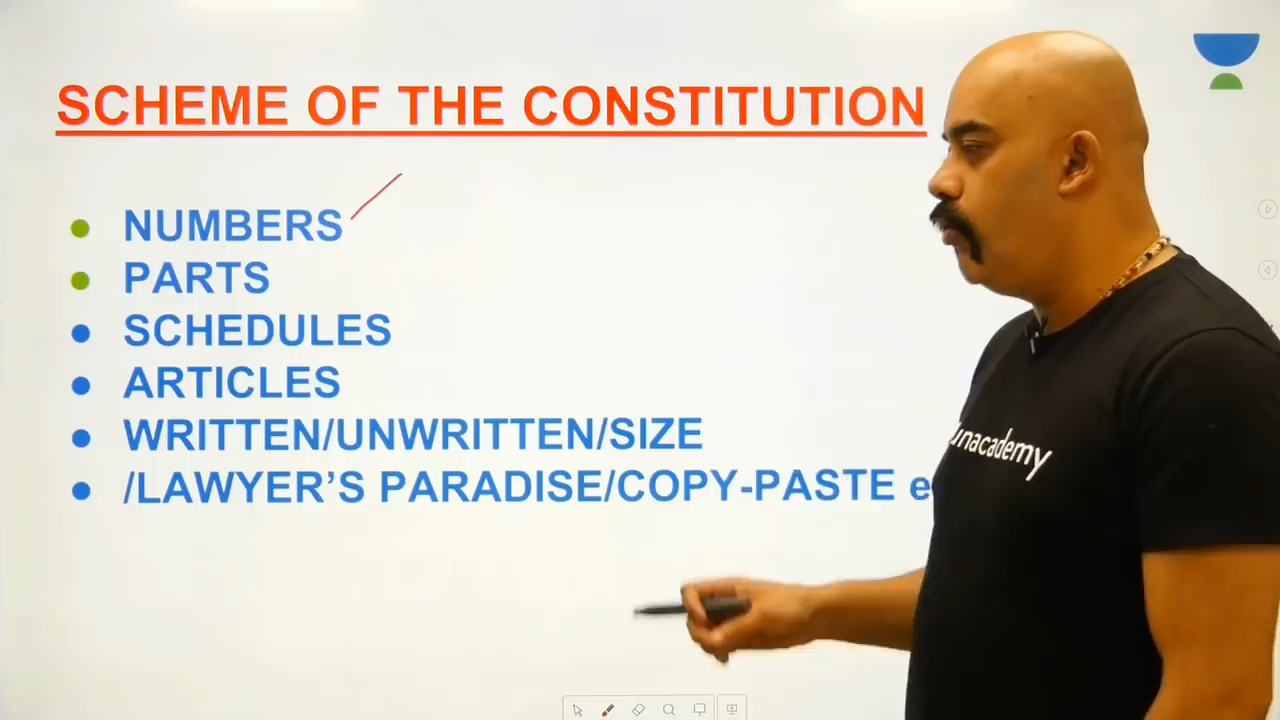 SCHEME OF THE CONSTITUTION
NUMBERS
PARTS
SCHEDULES
ARTICLES
WRITTEN/UNWRITTEN/SIZE
/LAWYER’S PARADISE/COPY-PASTE
unacademy